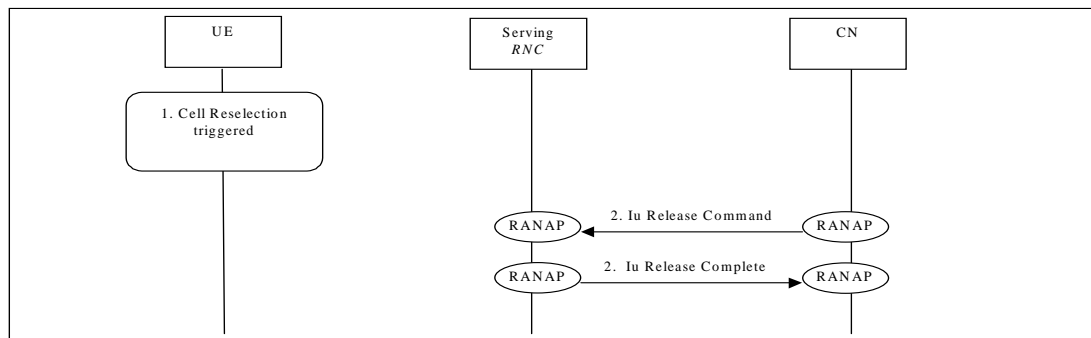 UE
Serving
RNC
CN
1. Cell Reselection
triggered
RANAP
2. Iu Release Command
RANAP
RANAP
2. Iu Release Complete
RANAP